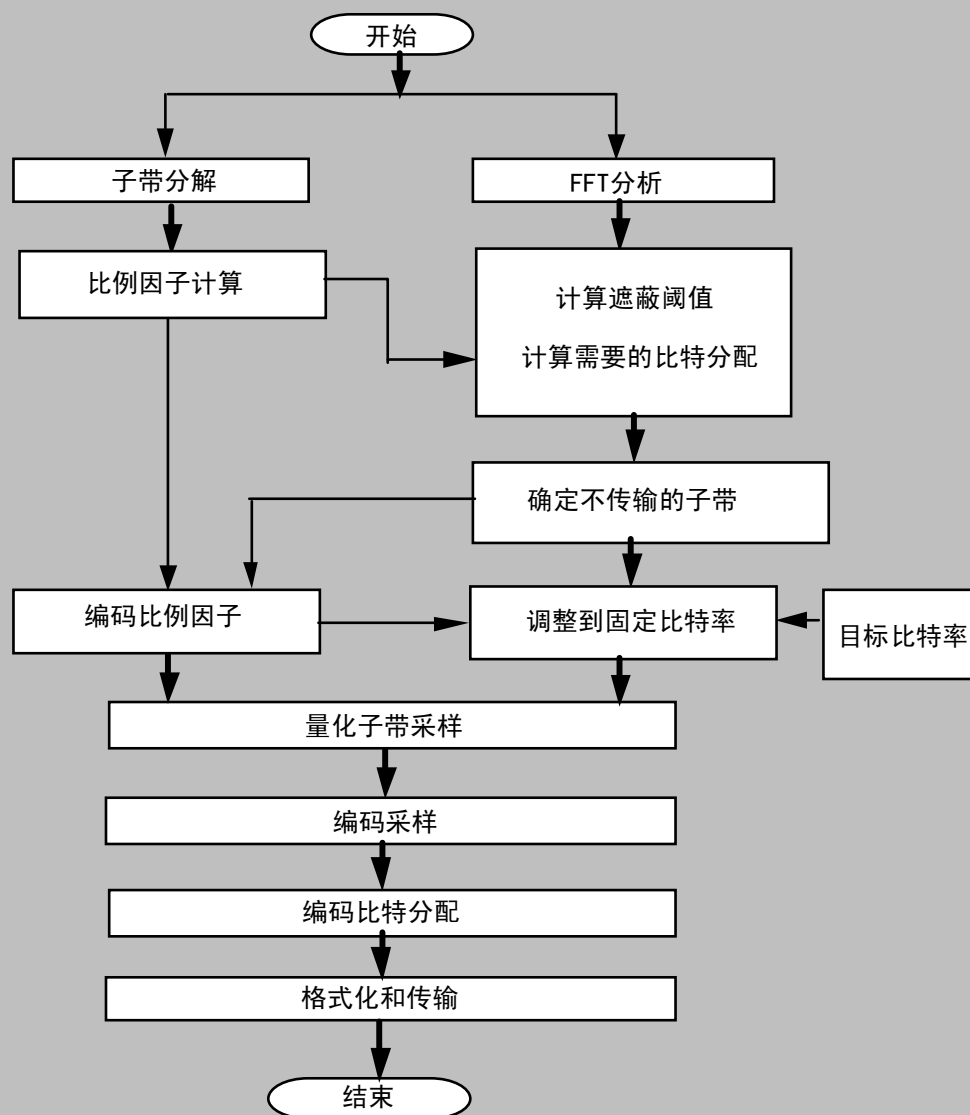 开始
子带分解
FFT分析
比例因子计算
计算遮蔽阈值
计算需要的比特分配
确定不传输的子带
编码比例因子
调整到固定比特率
目标比特率
量化子带采样
编码采样
编码比特分配
格式化和传输
结束